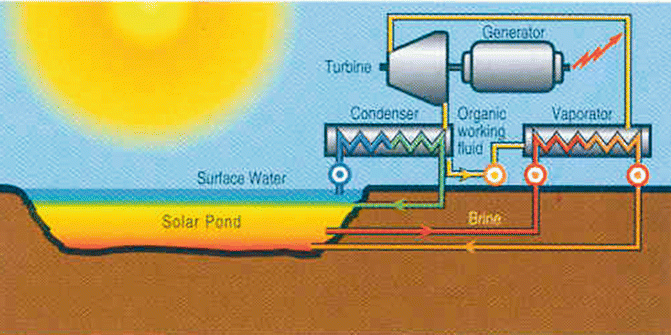 Generator
Turbine
Condenser
Organic
working
fluid
Vaporator
Surface Water
Solar Pond
Brine